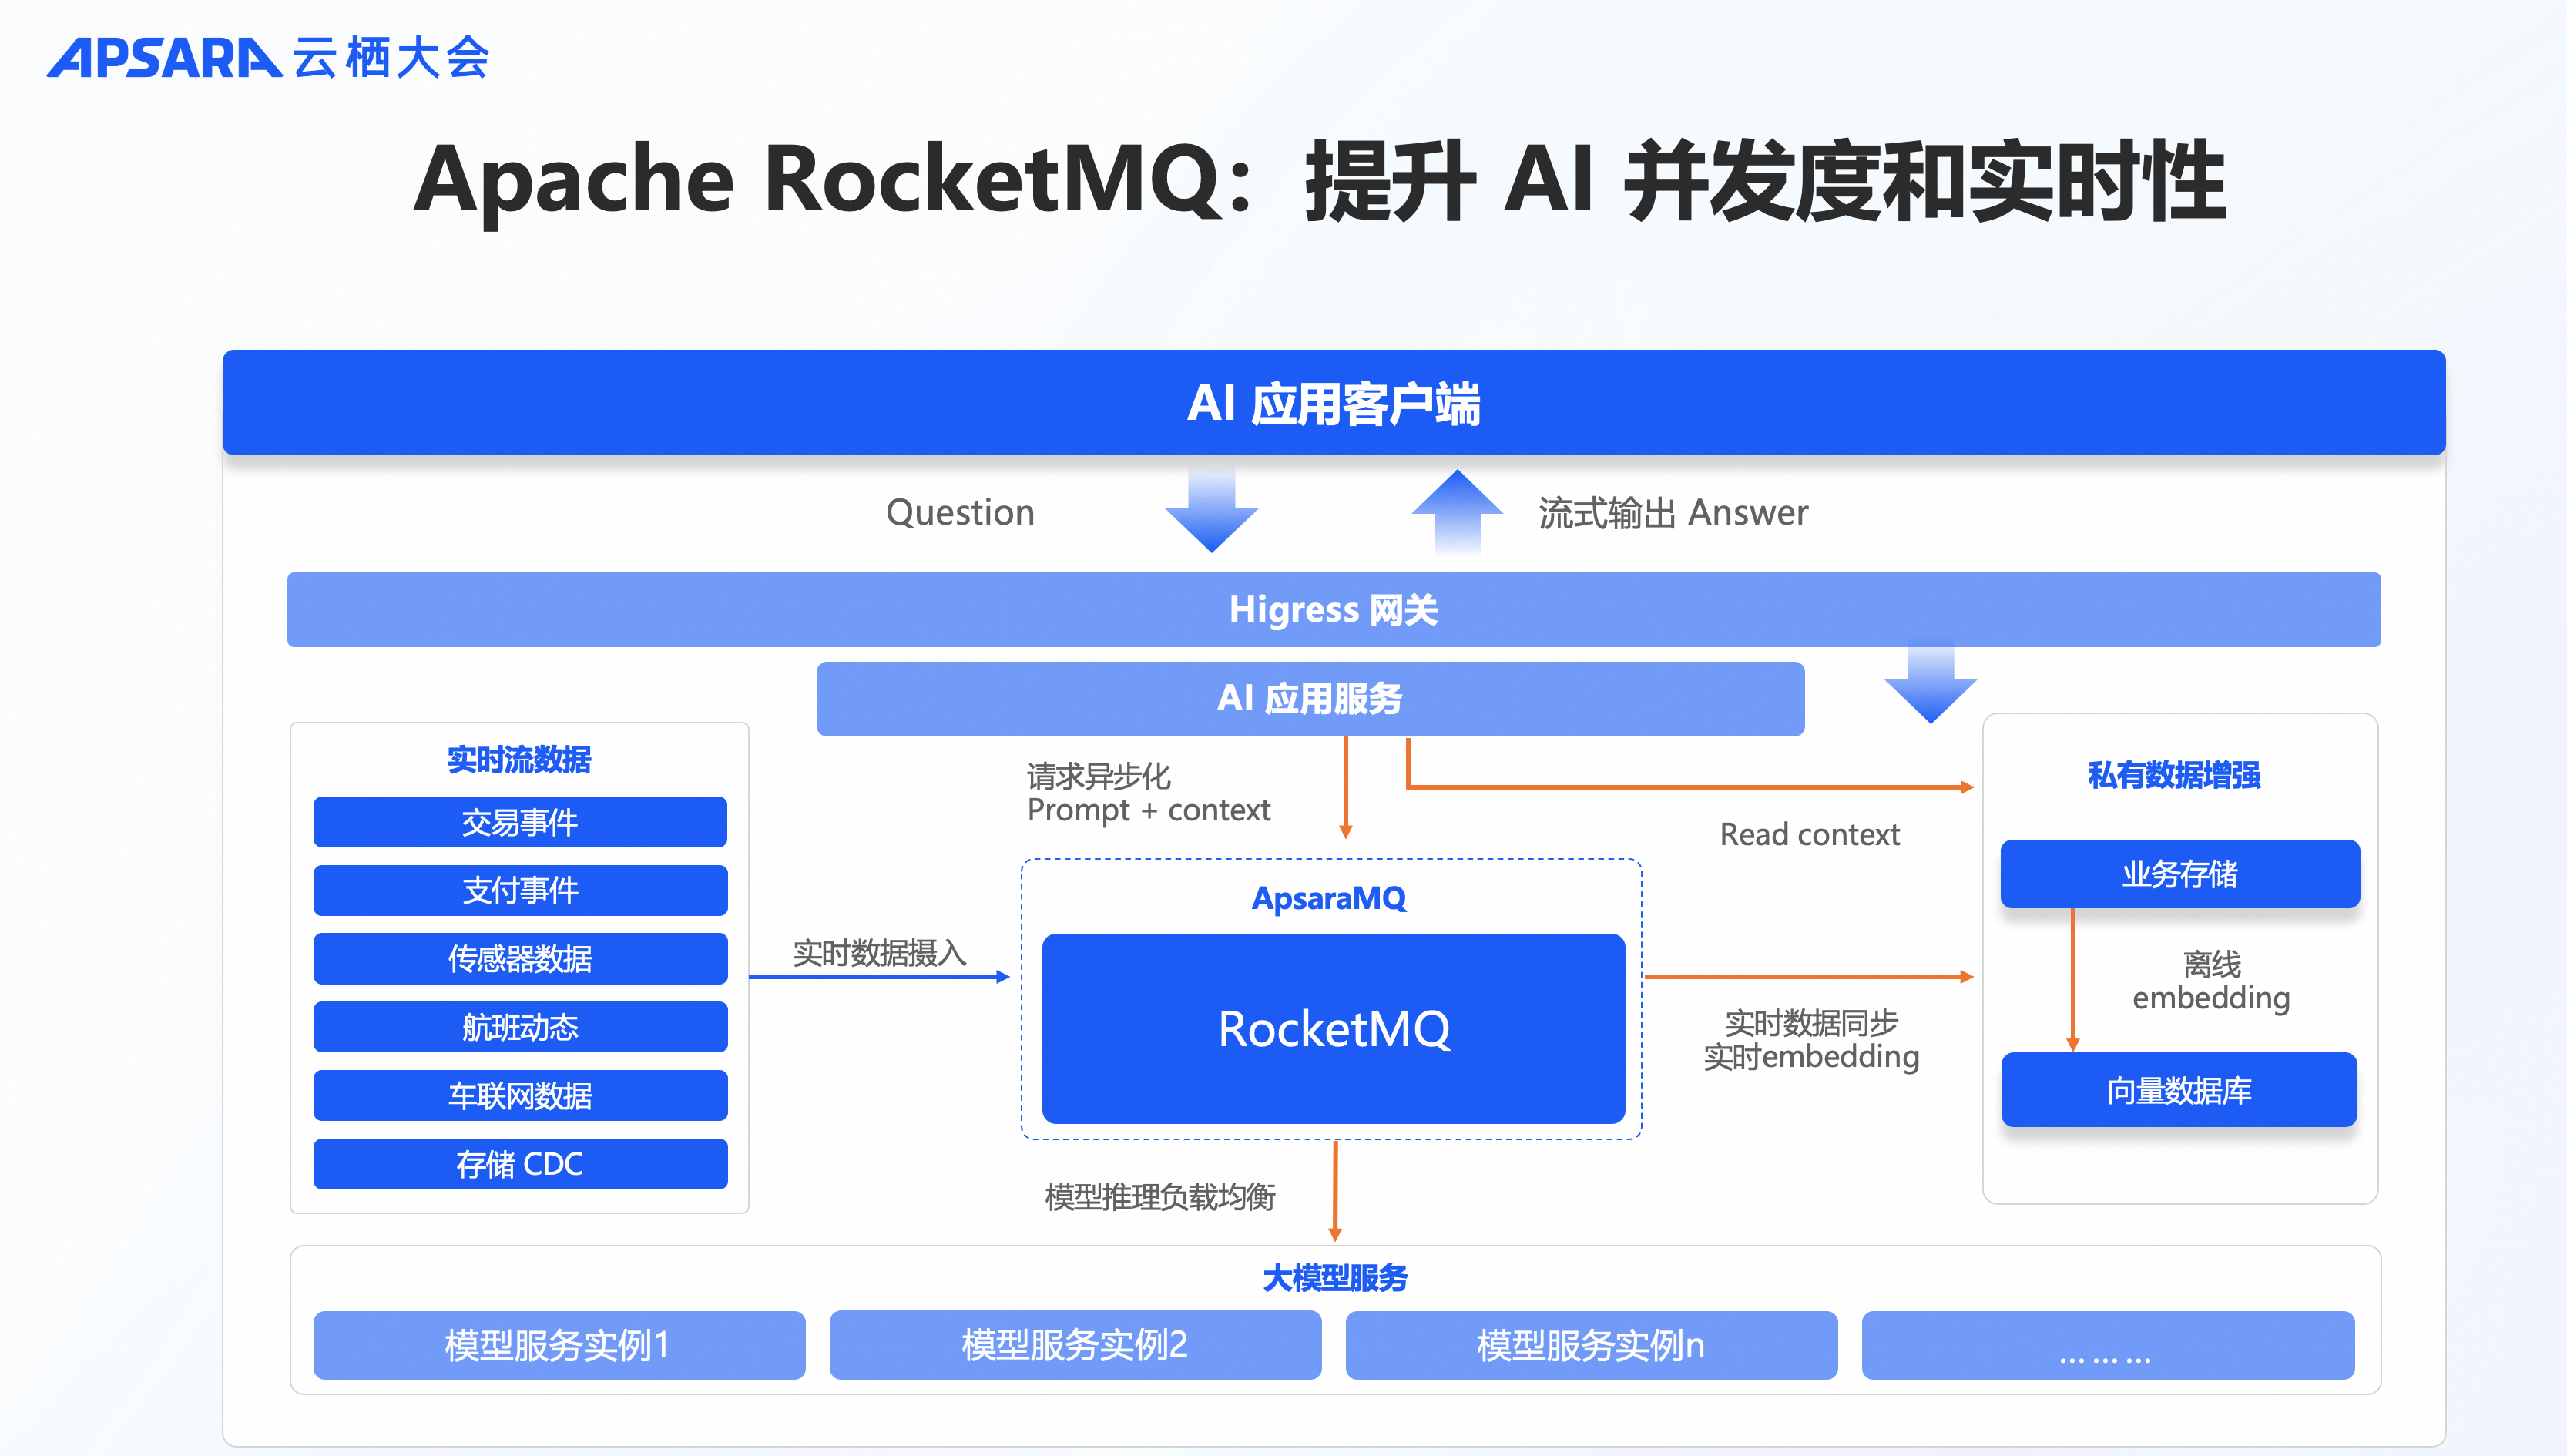 APSARA 云栖大会
Apache RocketMQ：提升 AI 并发度和实时性
AI 应用客户端
Question
流式输出 Answer
Higress 网关
AI 应用服务
实时流数据
交易事件
支付事件
传感器数据
航班动态
车联网数据
存储 CDC
请求异步化
Prompt + context
Read context
实时数据摄入
ApsaraMQ
RocketMQ
实时数据同步
实时embedding
私有数据增强
业务存储
离线
embedding
向量数据库
模型推理负载均衡
大模型服务
模型服务实例1
模型服务实例2
模型服务实例n
………